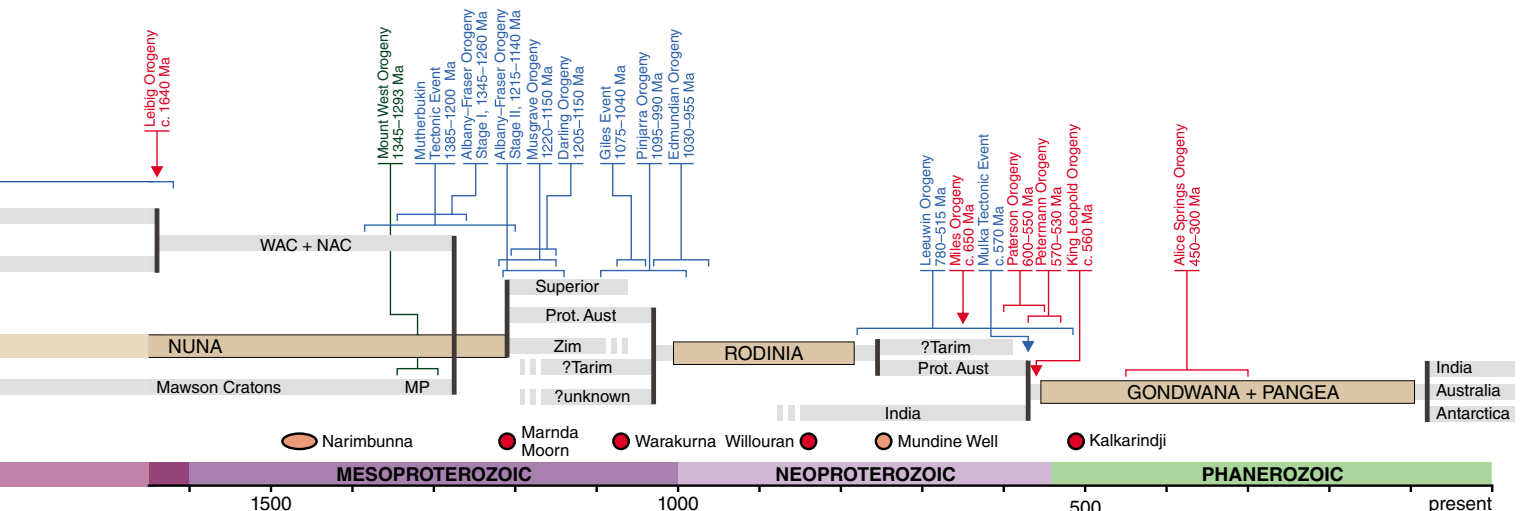 Leibig Orogeny
c. 1640 Ma
Mount West Orogeny
1345–1293 Ma
Mutherbukin
Tectonic Event
1385–1200 Ma
Albany–Fraser Orogeny
Stage I, 1345–1260 Ma
Albany–Fraser Orogeny
Stage II, 1215–1140 Ma
Musgrave Orogeny
1220–1150 Ma
Darling Orogeny
1205–1150 Ma
Giles Event
1075–1040 Ma
Pinjarra Orogeny
1095–990 Ma
Edmundian Orogeny
1030–955 Ma
Leeuwin Orogeny
780–515 Ma
Miles Orogeny
c. 650 Ma
Mulka Tectonic Event
c. 570 Ma
Paterson Orogeny
600–550 Ma
Petermann Orogeny
570–530 Ma
King Leopold Orogeny
c. 560 Ma
Alice Springs Orogeny
450–300 Ma
WAC + NAC
Superior
Prot. Aust
NUNA
Zim
RODINIA
?Tarim
?Tarim
Prot. Aust
India
Mawson Cratons
MP
?unknown
GONDWANA + PANGEA
Australia
India
Antarctica
Narimbunna
Marnda
Moorn
Warakurna
Willouran
Mundine Well
Kalkarindji
MESOPROTEROZOIC
NEOPROTEROZOIC
PHANEROZOIC
1500
1000
500
present